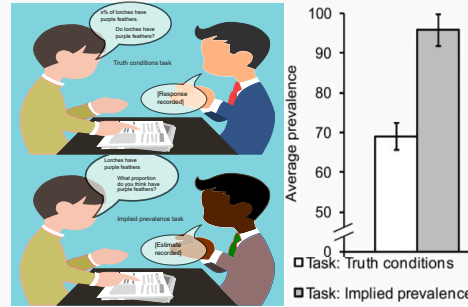 x% of lorches have
purple feathers.
Do lorches have
purple feathers?
Truth conditions task
[Response
recorded]
Lorches have
purple feathers
What proportion
do you think have
purple feathers?
Implied prevalence task
[Estimate
recorded]
Average prevalence
100
90
80
70
60
50
0
Task: Truth conditions
Task: Implied prevalence